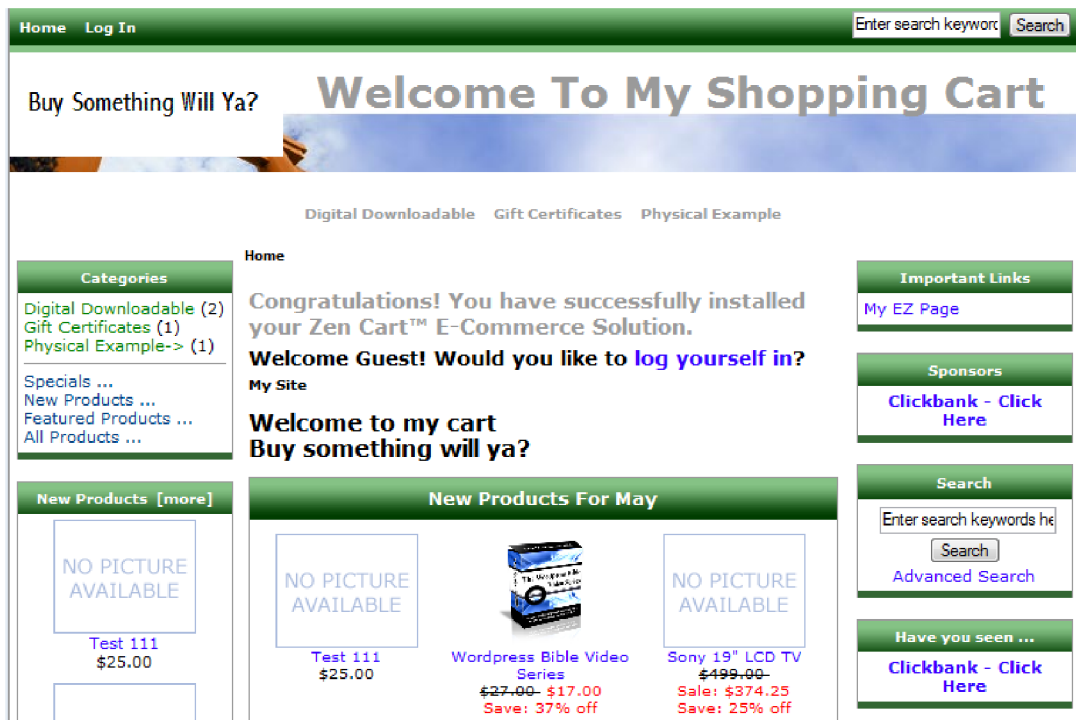 Home Log In
Enter search keyword Search
Buy Something Will Ya?
Welcome To My Shopping Cart
Digital Downloadable Gift Certificates Physical Example
Home
Categories
Digital Downloadable (2)
Gift Certificates (1)
Physical Example-> (1)
Specials ...
New Products ...
Featured Products ...
All Products ...
New Products [more]
NO PICTURE
AVAILABLE
Test 111
$25.00
Congratulations! You have successfully installed
your Zen Cart™ E-Commerce Solution.
Welcome Guest! Would you like to log yourself in?
My Site
Welcome to my cart
Buy something will ya?
New Products For May
NO PICTURE
AVAILABLE
Test 111
$25.00
The Wordpress Bible
Video Series
Wordpress Bible Video
Series
$27.00 $17.00
Save: 37% off
NO PICTURE
AVAILABLE
Sony 19" LCD TV
$499.00
Sale: $374.25
Save: 25% off
Important Links
My EZ Page
Sponsors
Clickbank - Click
Here
Search
Enter search keywords he
Search
Advanced Search
Have you seen ...
Clickbank - Click
Here